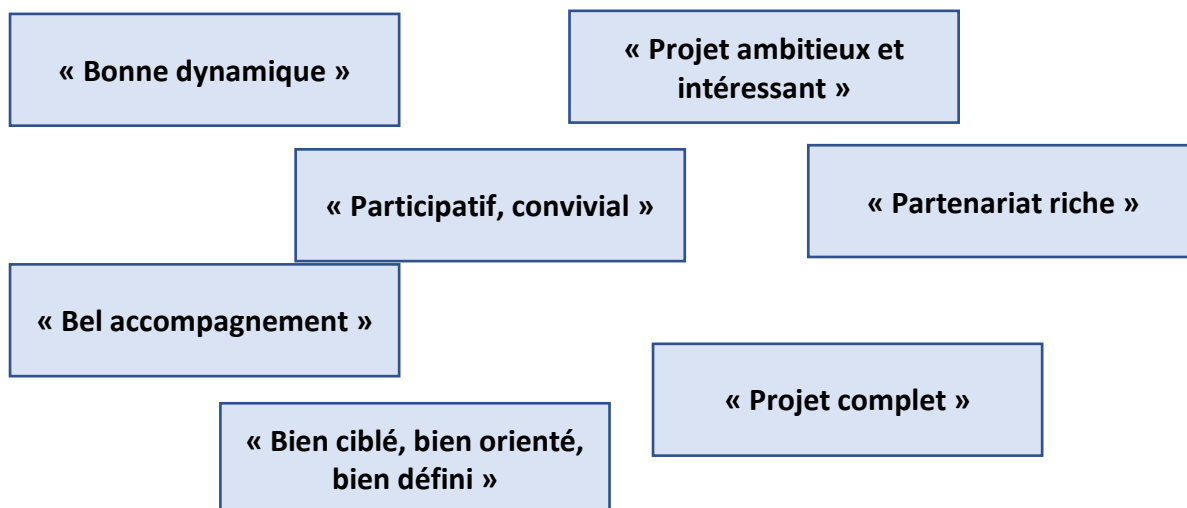 « Bonne dynamique »
« Projet ambitieux et
intéressant »
« Participatif, convivial »
« Partenariat riche »
« Bel accompagnement »
« Projet complet »
« Bien ciblé, bien orienté,
bien défini »